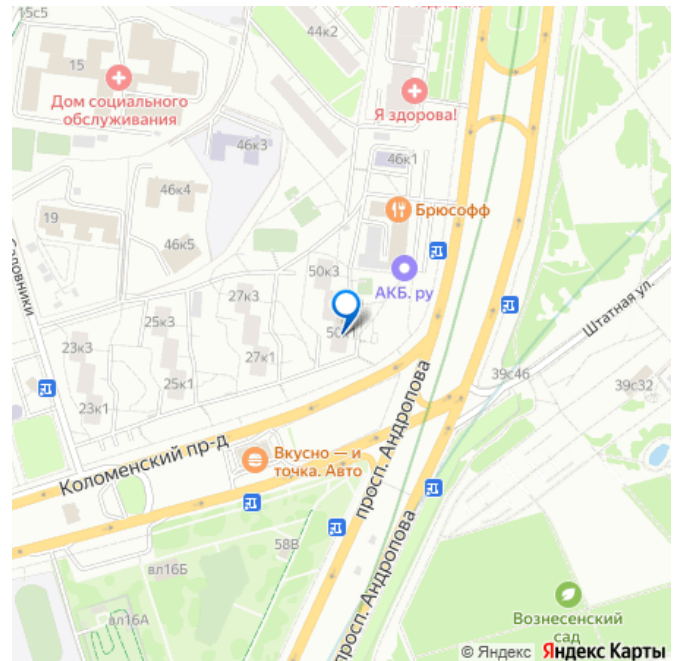 15с5
44к2
15
Дом социального
обслуживания
Я здорова!
46к3
46к1
46к4
Брюсофф
19
46к5
50к3
АКБ. ру
27к3
Штатная ул.
25к3
50к1
23к3
27к1
39с46
39с32
25к1
23к1
просп. Андропова
Коломенский пр-д
Вкусно — и
точка. Авто
просп. Андропова
58В
вл16Б
вл16А
Вознесенский
сад
© Яндекс Яндекс Карты